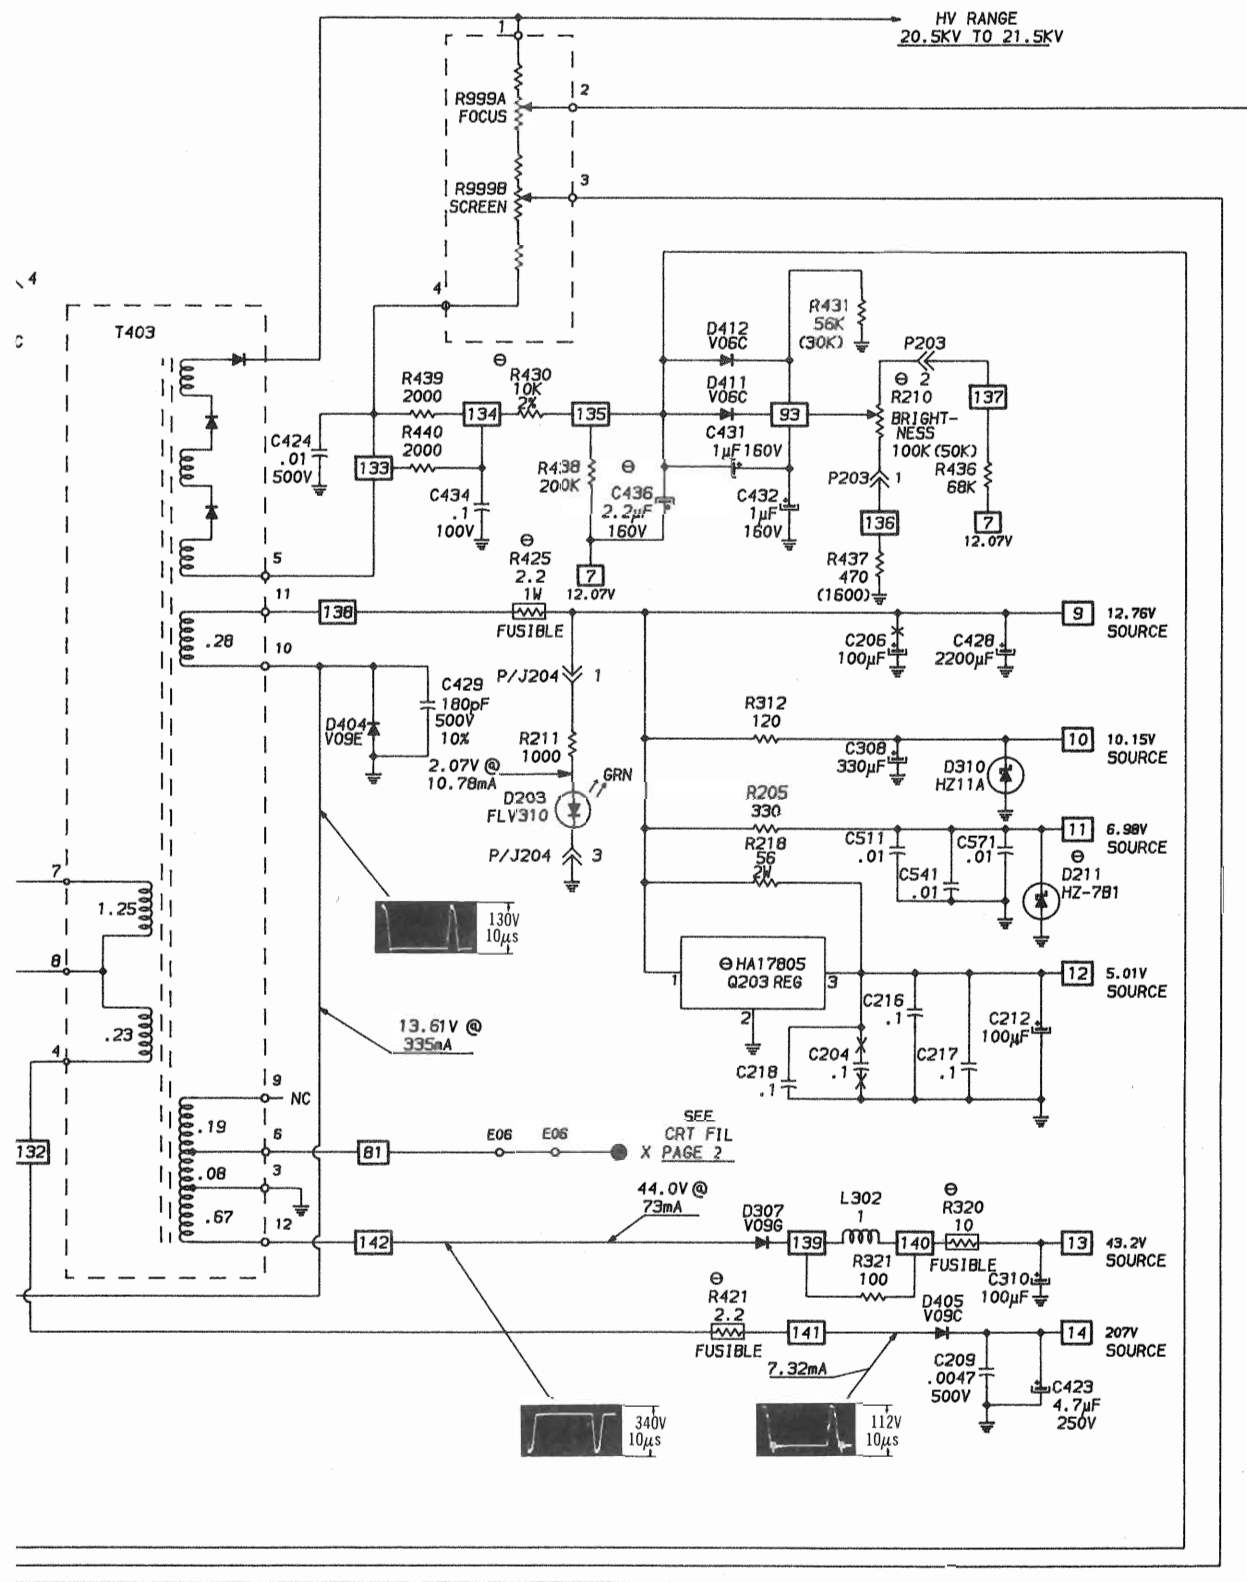 HV RANGE
20.5KV TO 21.5KV
1
R999A
FOCUS
2
R999B
SCREEN
3
4
4
C
T403
R439
2000
134
⊖
R430
10K
2%
135
D412
V06C
D411
V06C
93
R431
56K
(30K)
P203
2
⊖
R210
BRIGHT-
NESS
100K (50K)
137
C424
.01
500V
133
R440
2000
C434
.1
100V
R438
200K
⊖
C436
2.2µF
160V
C431
1µF 160V
C432
1µF
160V
P203
1
136
R437
470
(1600)
R436
68K
7
12.07V
7
12.07V
5
11
138
⊖
R425
2.2
1W
FUSIBLE
.28
10
C206
100µF
C428
2200µF
9
12.76V
SOURCE
P/J204
1
D404
V09E
C429
180pF
500V
10%
R211
1000
2.07V @
10.78mA
GRN
D203
FLV310
P/J204
3
R312
120
C308
330µF
D310
HZ11A
10
10.15V
SOURCE
R205
330
C511
.01
C541
.01
C571
.01
11
6.98V
SOURCE
⊖
D211
HZ-7B1
R218
56
2W
7
1.25
8
.23
4
130V
10µs
13.61V @
335mA
1
⊖ HA17805
Q203 REG
3
2
C218
.1
C204
.1
C216
.1
C217
.1
C212
100µF
12
5.01V
SOURCE
9
NC
.19
6
.08
3
.67
12
132
81
E06
E06
SEE
CRT FIL
X PAGE 2
142
44.0V @
73mA
D307
V09G
139
L302
1
140
R321
100
⊖
R320
10
FUSIBLE
C310
100µF
13
43.2V
SOURCE
⊖
R421
2.2
FUSIBLE
141
D405
V09C
7.32mA
C209
.0047
500V
C423
4.7µF
250V
14
207V
SOURCE
340V
10µs
112V
10µs